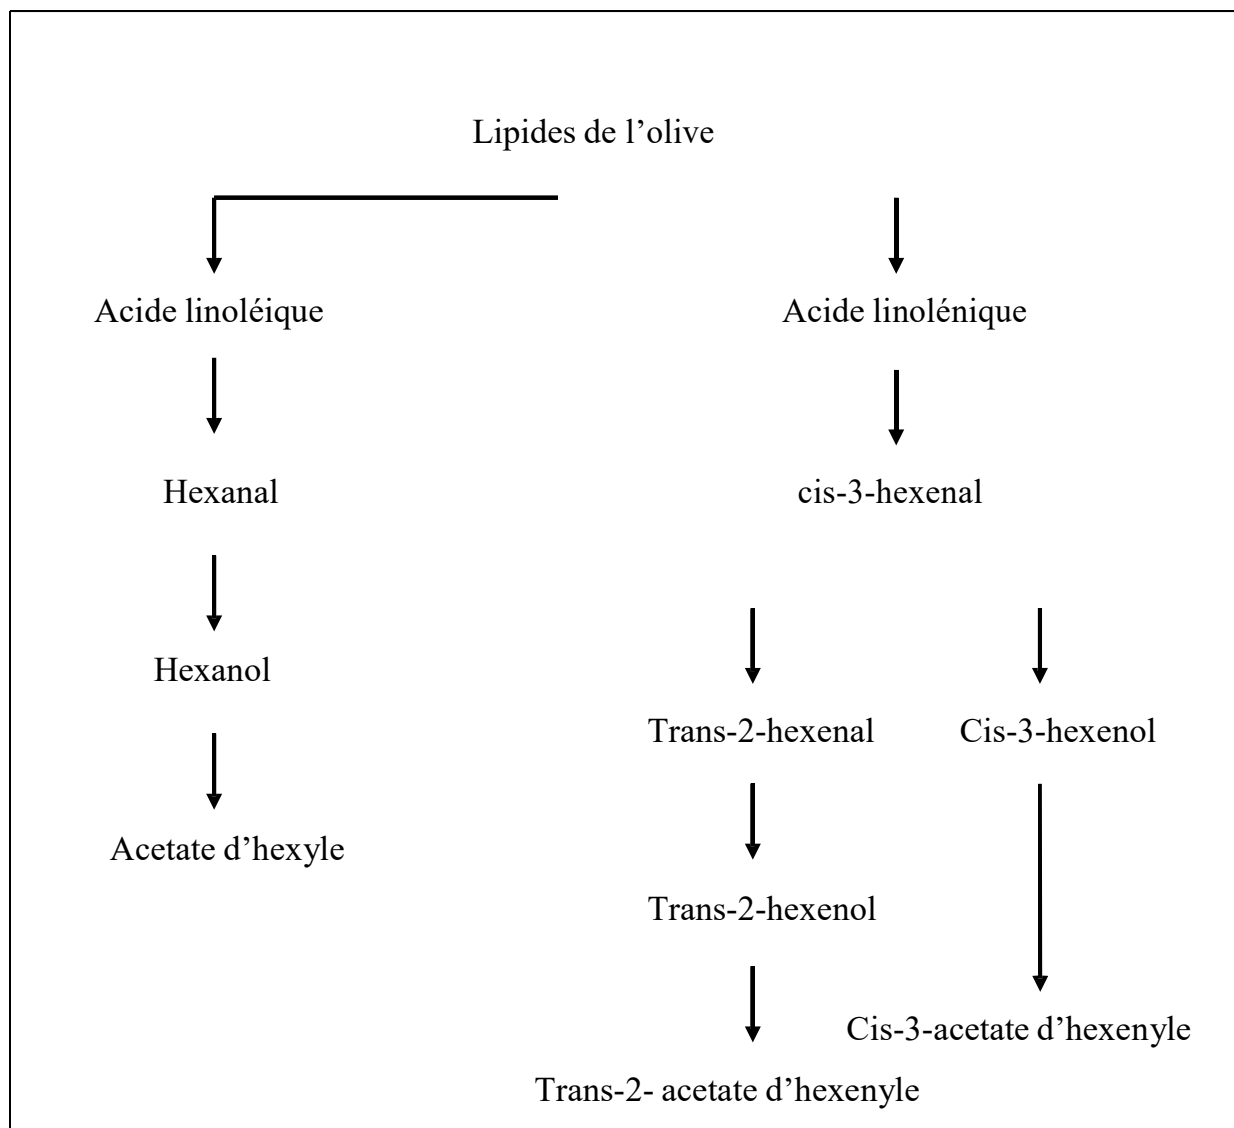 Lipides de l’olive
Acide linoléique
Acide linolénique
Hexanal
cis-3-hexenal
Hexanol
Trans-2-hexenal
Cis-3-hexenol
Acetate d’hexyle
Trans-2-hexenol
Cis-3-acetate d’hexenyle
Trans-2- acetate d’hexenyle